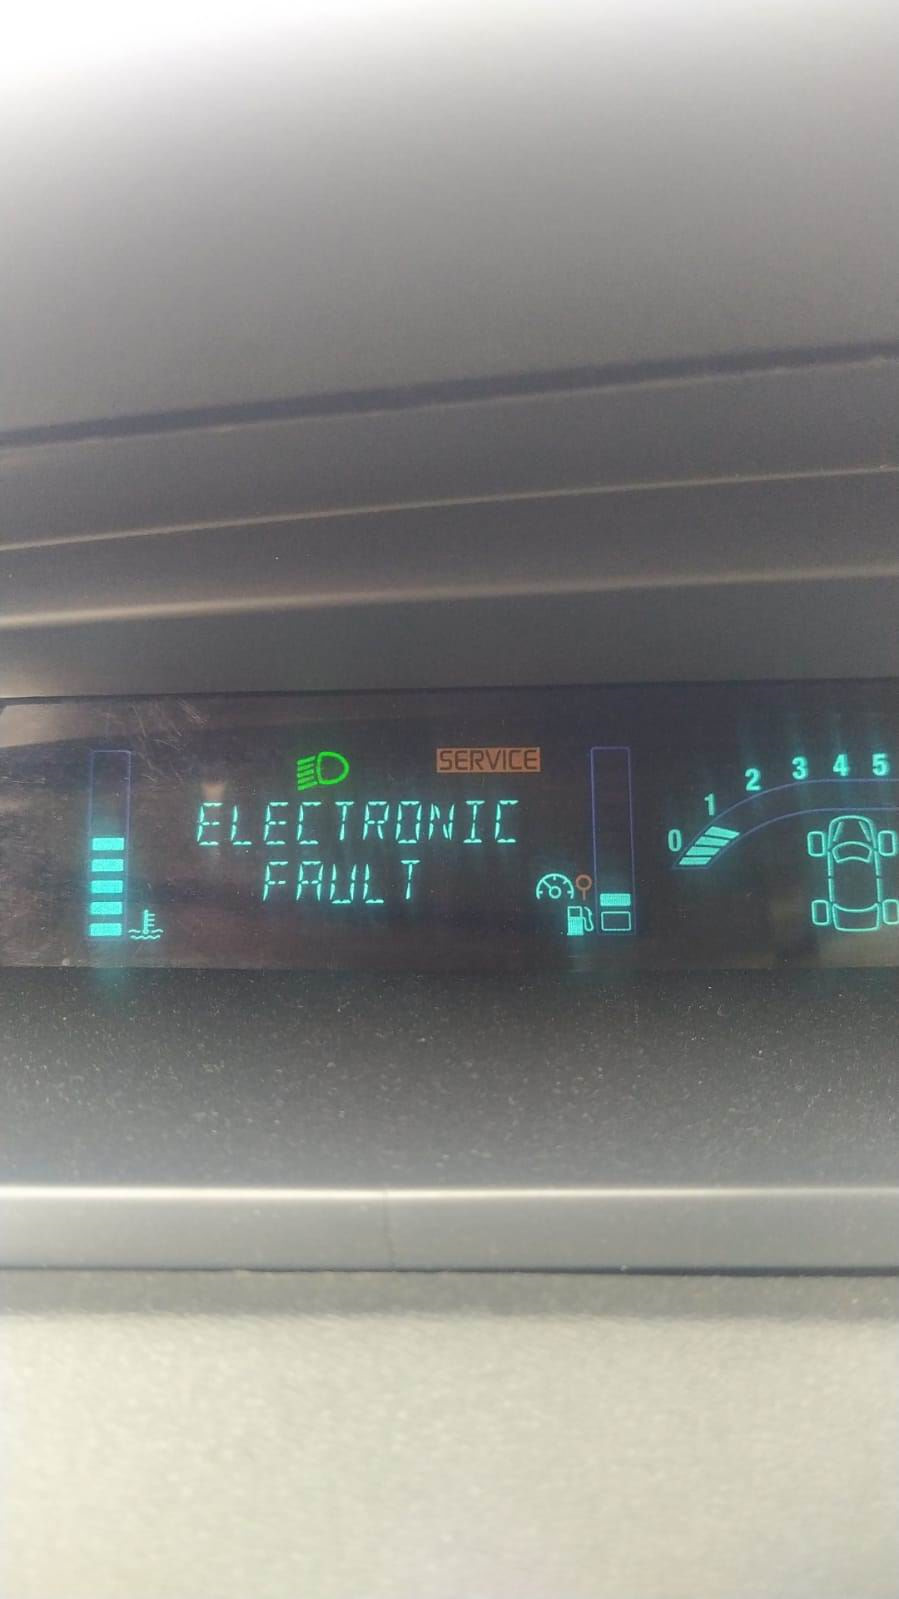 SERVICE
ELECTRONIC
FAULT
0 1 2 3 4 5